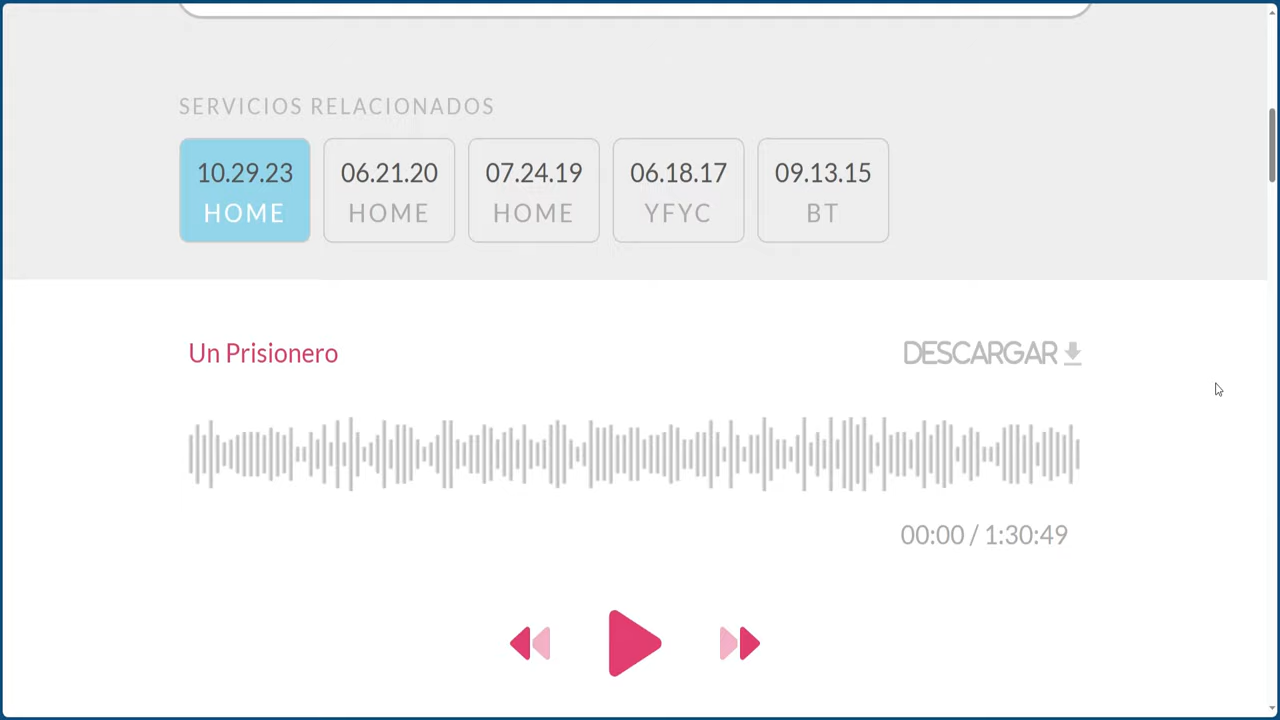 SERVICIOS RELACIONADOS
10.29.23 06.21.20 07.24.19 06.18.17 09.13.15
HOME HOME HOME YFYC BT
Un Prisionero DESCARGAR
00:00 / 1:30:49